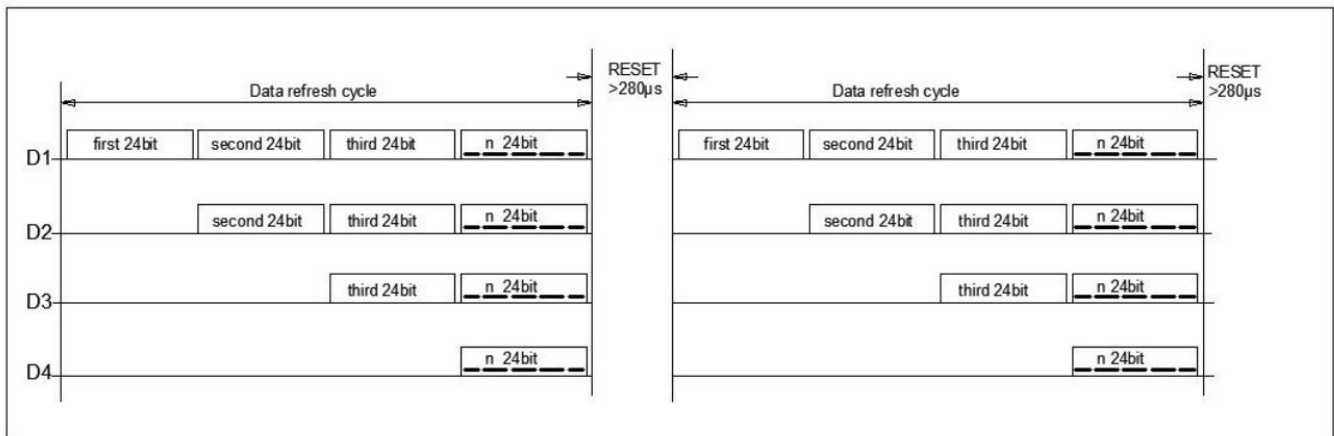 RESET
>280µs
RESET
>280µs
Data refresh cycle
Data refresh cycle
D1
first 24bit
second 24bit
third 24bit
n 24bit
first 24bit
second 24bit
third 24bit
n 24bit
D2
second 24bit
third 24bit
n 24bit
second 24bit
third 24bit
n 24bit
D3
third 24bit
n 24bit
third 24bit
n 24bit
D4
n 24bit
n 24bit